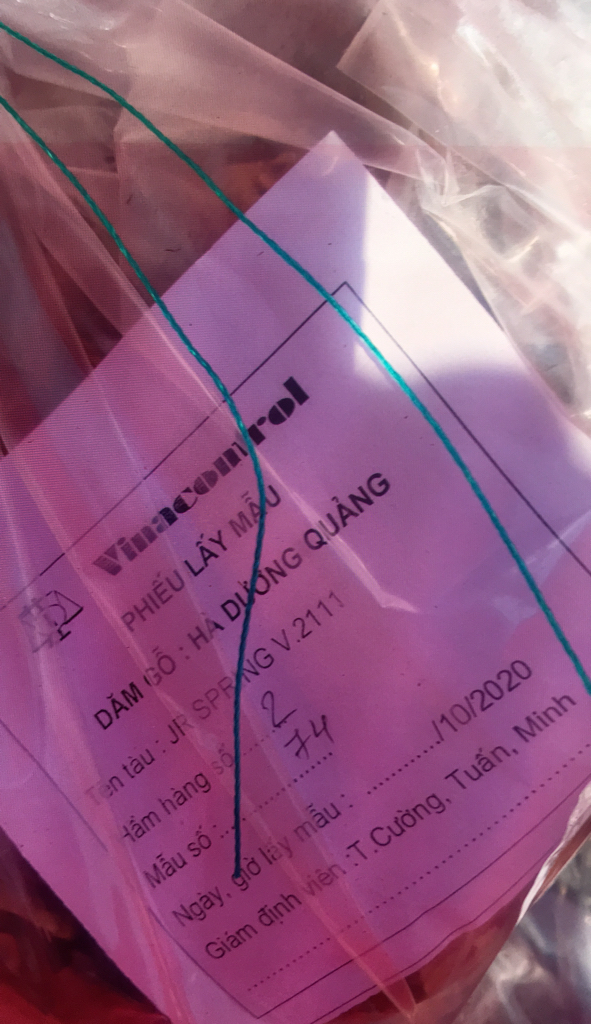 Vinacontrol
PHIẾU LẤY MẪU
DĂM GỖ : HÀ DƯƠNG QUẢNG
Tên tàu : JR SPRING V.2111
Hầm hàng số........2
Mẫu số :..............74
Ngày, giờ lấy mẫu : ............/10/2020
Giám định viên :T.Cường, Tuấn, Minh